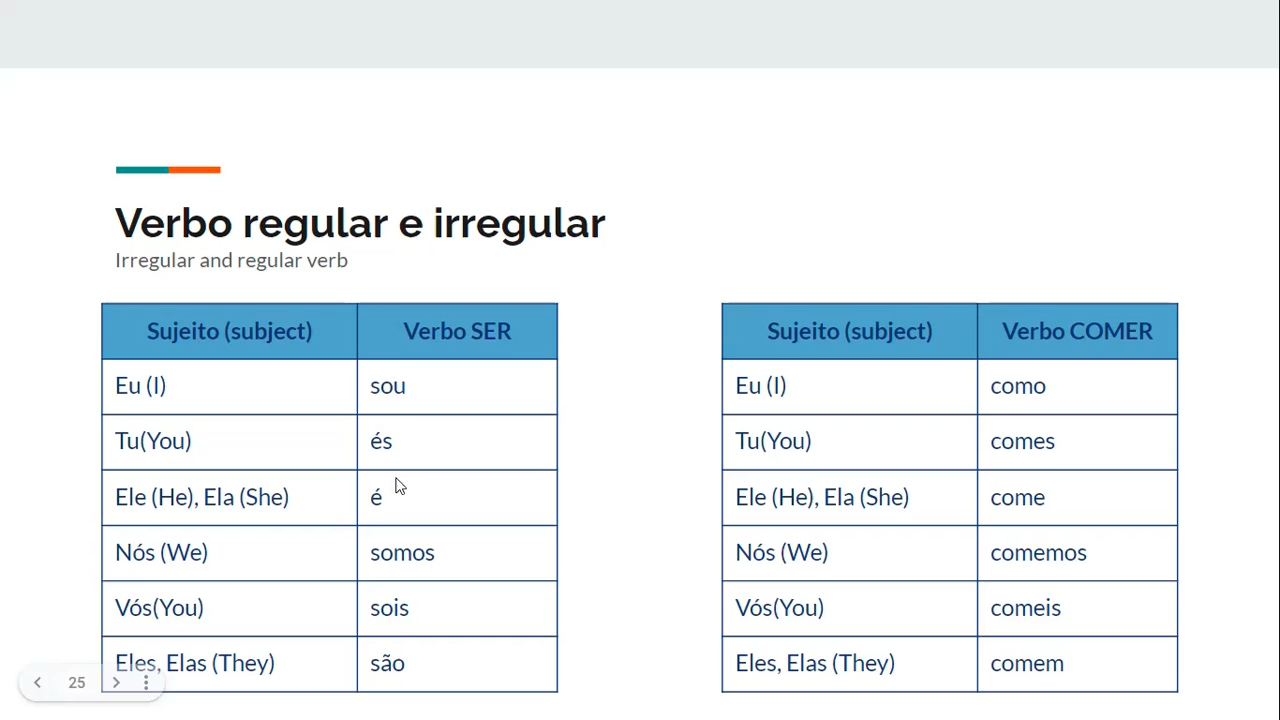 Verbo regular e irregular
Irregular and regular verb
Sujeito (subject) Verbo SER
Eu (I) sou
Tu(You) és
Ele (He), Ela (She) é
Nós (We) somos
Vós(You) sois
Eles, Elas (They) são
Sujeito (subject) Verbo COMER
Eu (I) como
Tu(You) comes
Ele (He), Ela (She) come
Nós (We) comemos
Vós(You) comeis
Eles, Elas (They) comem
25